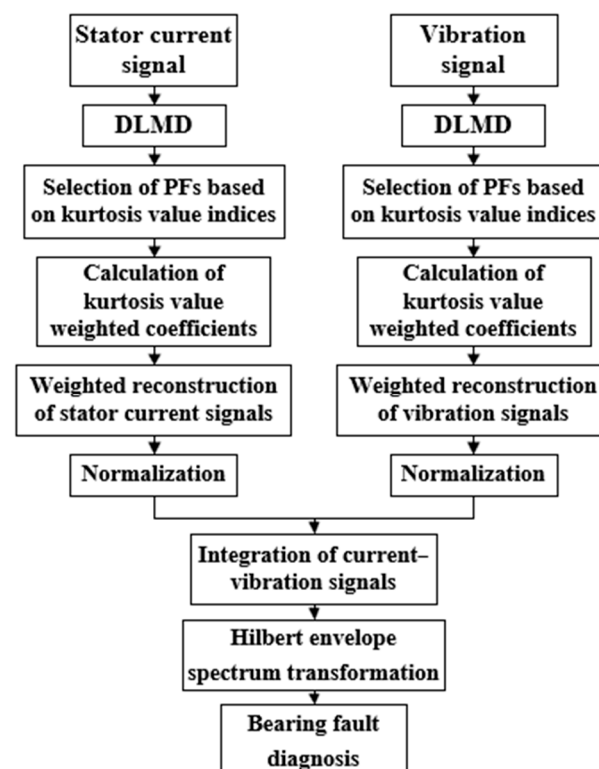 Stator current
signal
DLMD
Selection of PFs based
on kurtosis value indices
Calculation of
kurtosis value
weighted coefficients
Weighted reconstruction
of stator current signals
Normalization
Vibration
signal
DLMD
Selection of PFs based
on kurtosis value indices
Calculation of
kurtosis value
weighted coefficients
Weighted reconstruction
of vibration signals
Normalization
Integration of current–
vibration signals
Hilbert envelope
spectrum transformation
Bearing fault
diagnosis